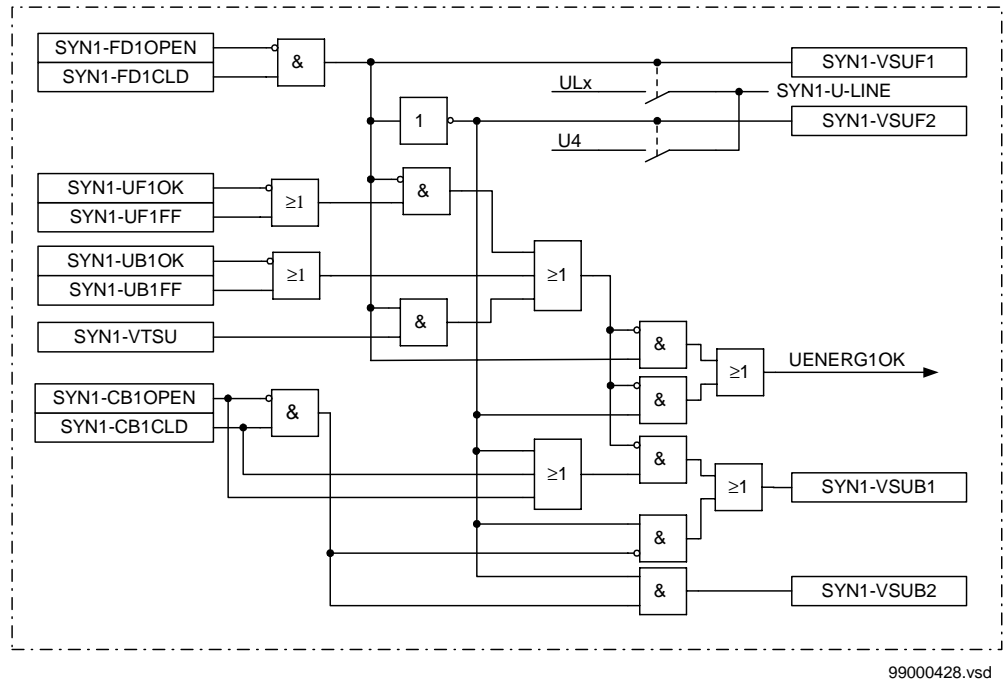 SYN1-FD1OPEN
&
SYN1-VSUF1
SYN1-FD1CLD
ULx
SYN1-U-LINE
1
SYN1-VSUF2
U4
SYN1-UF1OK
≥1
&
SYN1-UF1FF
SYN1-UB1OK
≥1
≥1
SYN1-UB1FF
&
SYN1-VTSU
&
≥1
UENERG1OK
SYN1-CB1OPEN
&
&
SYN1-CB1CLD
≥1
&
≥1
SYN1-VSUB1
&
&
SYN1-VSUB2
99000428.vsd